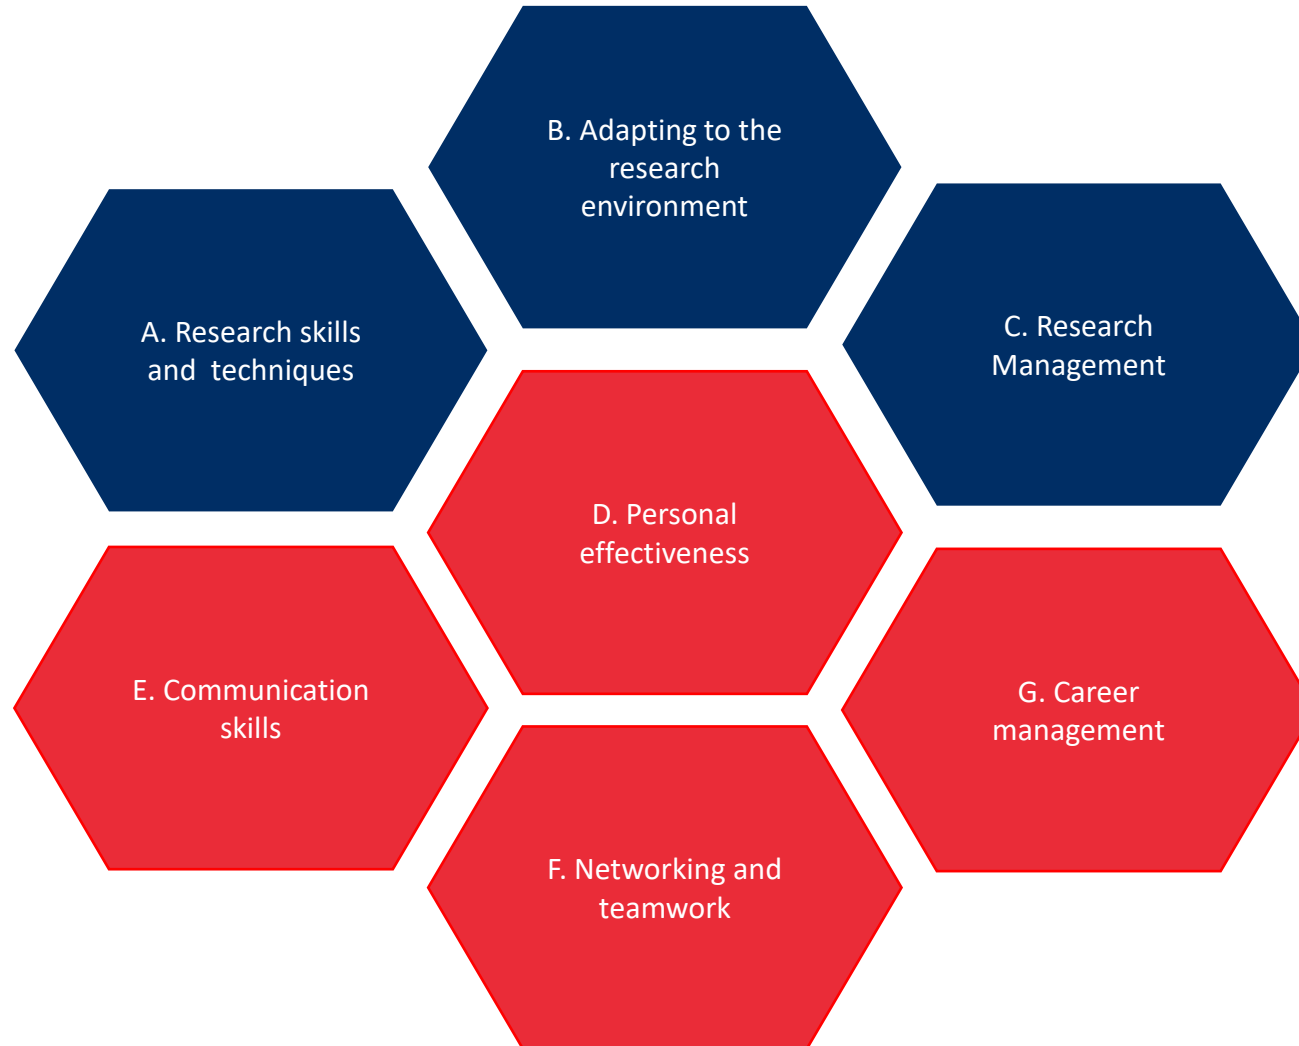 B. Adapting to the
research
environment
A. Research skills
and  techniques
C. Research
Management
D. Personal
effectiveness
E. Communication
skills
G. Career
management
F. Networking and
teamwork